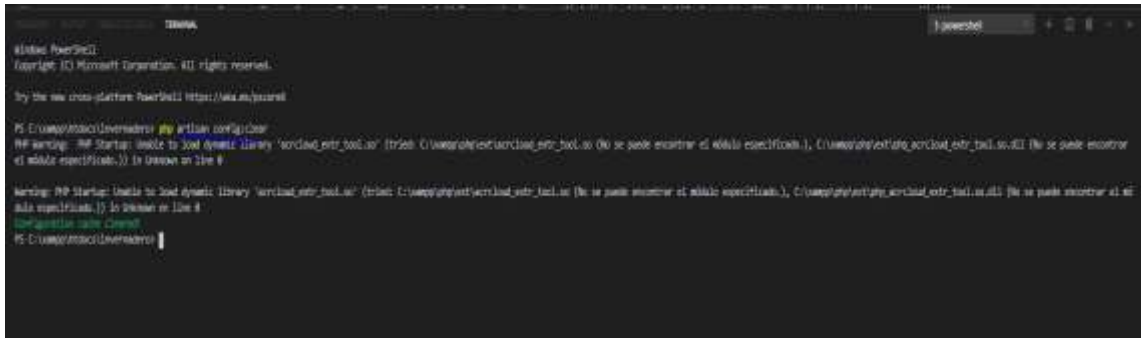 TERMINAL
1: powershell
Windows PowerShell
Copyright (C) Microsoft Corporation. All rights reserved.
Try the new cross-platform PowerShell https://aka.ms/pscore6
PS C:\xampp\htdocs\invernadero> php artisan config:clear
PHP Warning:  PHP Startup: Unable to load dynamic library 'acrcloud_extr_tool.so' (tried: C:\xampp\php\ext\acrcloud_extr_tool.so (No se puede encontrar el módulo especificado.), C:\xampp\php\ext\php_acrcloud_extr_tool.so.dll (No se puede encontrar
el módulo especificado.)) in Unknown on line 0
Warning: PHP Startup: Unable to load dynamic library 'acrcloud_extr_tool.so' (tried: C:\xampp\php\ext\acrcloud_extr_tool.so (No se puede encontrar el módulo especificado.), C:\xampp\php\ext\php_acrcloud_extr_tool.so.dll (No se puede encontrar el mó
dulo especificado.)) in Unknown on line 0
Configuration cache cleared!
PS C:\xampp\htdocs\invernadero>